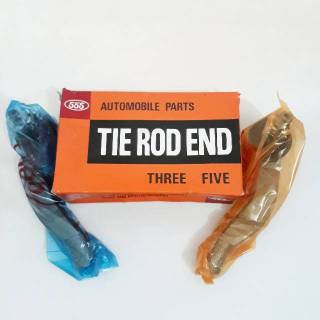 555
AUTOMOBILE PARTS
TIE ROD END
THREE FIVE